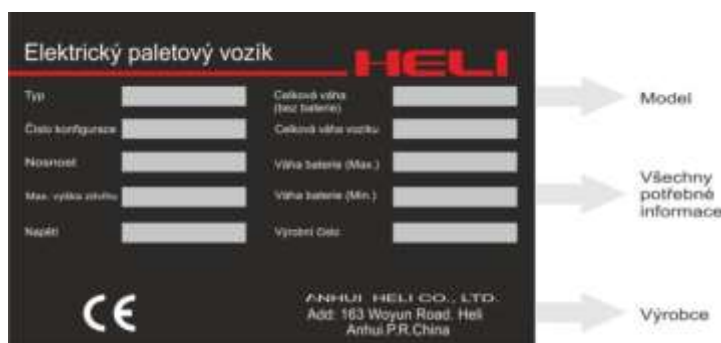 Elektrický paletový vozík
HELI
Typ
Celková váha
(bez baterie)
Číslo konfigurace
Celková váha vozíku
Nosnost
Váha baterie (Max.)
Max. výška zdvihu
Váha baterie (Min.)
Napětí
Výrobní číslo
CE
ANHUI HELI CO., LTD.
Add: 163 Woyun Road. Heli
Anhui.P.R.China
Model
Všechny
potřebné
informace
Výrobce